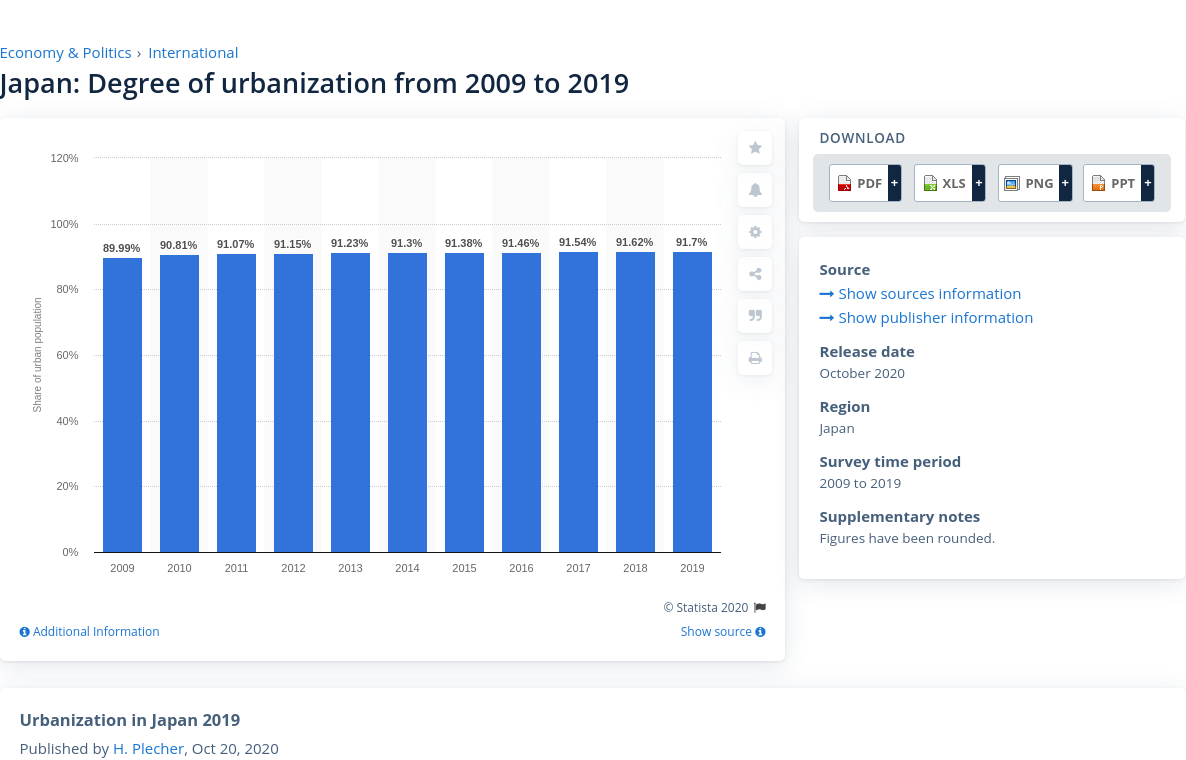 Economy & Politics › International
Japan: Degree of urbanization from 2009 to 2019
120%
100%
80%
60%
40%
20%
0%
Share of urban population
89.99% 90.81% 91.07% 91.15% 91.23% 91.3% 91.38% 91.46% 91.54% 91.62% 91.7%
2009 2010 2011 2012 2013 2014 2015 2016 2017 2018 2019
© Statista 2020
Additional Information
Show source
DOWNLOAD
PDF + XLS + PNG + PPT +
Source
Show sources information
Show publisher information
Release date
October 2020
Region
Japan
Survey time period
2009 to 2019
Supplementary notes
Figures have been rounded.
Urbanization in Japan 2019
Published by H. Plecher, Oct 20, 2020